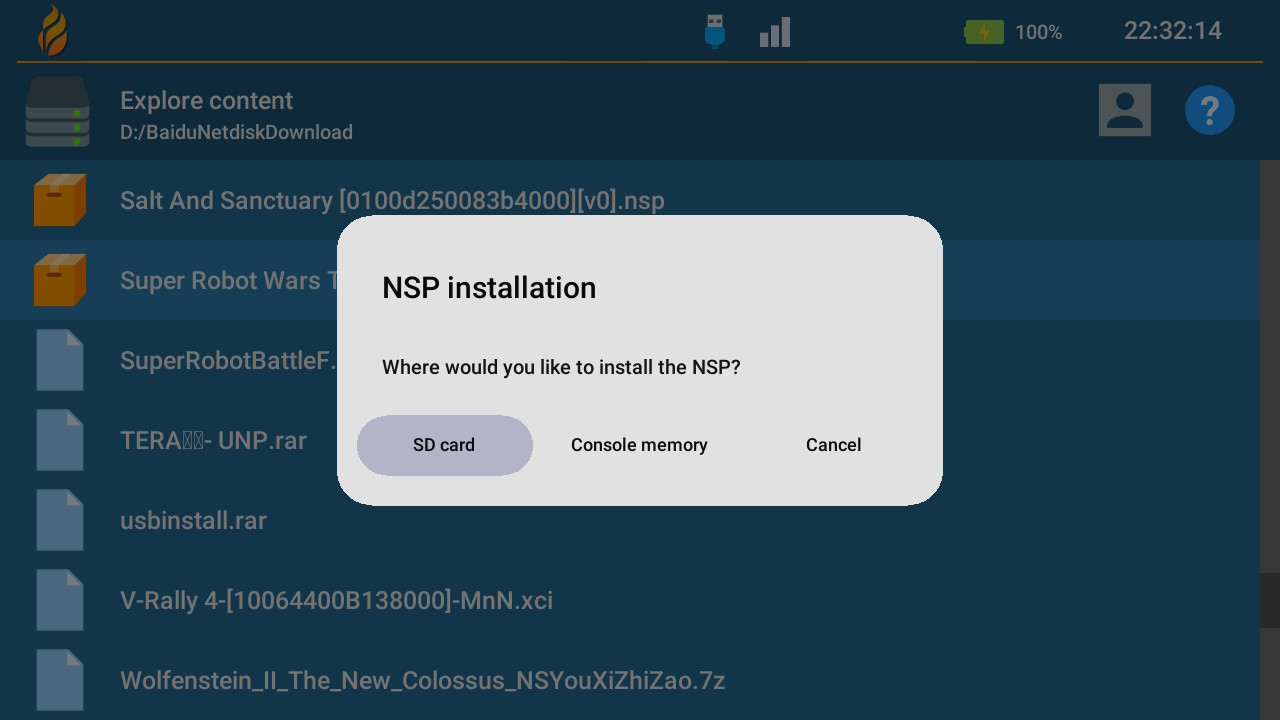 100%
22:32:14
Explore content
D:/BaiduNetdiskDownload
?
Salt And Sanctuary [0100d250083b4000][v0].nsp
Super Robot Wars T
SuperRobotBattleF.
TERA▯▯- UNP.rar
usbinstall.rar
V-Rally 4-[10064400B138000]-MnN.xci
Wolfenstein_II_The_New_Colossus_NSYouXiZhiZao.7z
NSP installation
Where would you like to install the NSP?
SD card
Console memory
Cancel